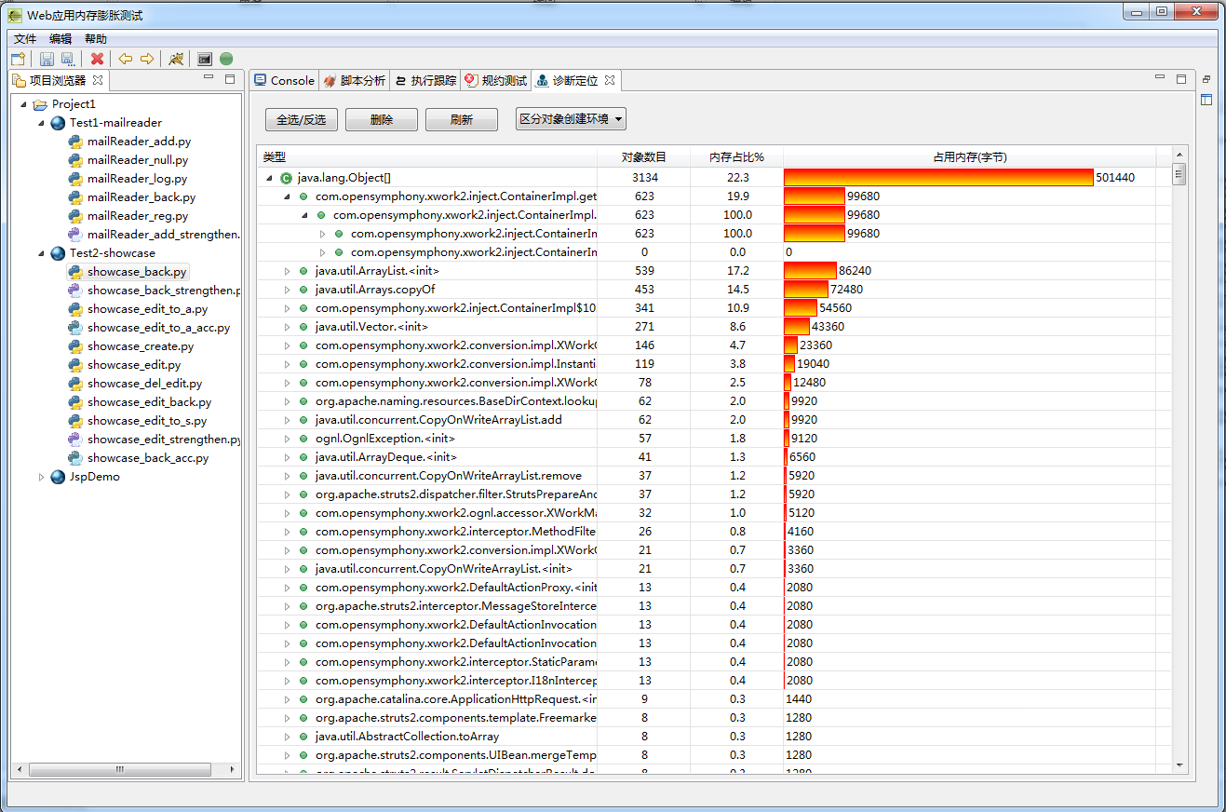 Web应用内存膨胀测试
文件 编辑 帮助
项目浏览器
Project1
Test1-mailreader
mailReader_add.py
mailReader_null.py
mailReader_log.py
mailReader_back.py
mailReader_reg.py
mailReader_add_strengthen.
Test2-showcase
showcase_back.py
showcase_back_strengthen.p
showcase_edit_to_a.py
showcase_edit_to_a_acc.py
showcase_create.py
showcase_edit.py
showcase_del_edit.py
showcase_edit_back.py
showcase_edit_to_s.py
showcase_edit_strengthen.py
showcase_back_acc.py
JspDemo
Console 脚本分析 执行跟踪 规约测试 诊断定位
全选/反选 删除 刷新 区分对象创建环境
类型 对象数目 内存占比% 占用内存(字节)
java.lang.Object[] 3134 22.3 501440
com.opensymphony.xwork2.inject.ContainerImpl.get 623 19.9 99680
com.opensymphony.xwork2.inject.ContainerImpl. 623 100.0 99680
com.opensymphony.xwork2.inject.ContainerIn 623 100.0 99680
com.opensymphony.xwork2.inject.ContainerIn 0 0.0 0
java.util.ArrayList.<init> 539 17.2 86240
java.util.Arrays.copyOf 453 14.5 72480
com.opensymphony.xwork2.inject.ContainerImpl$10 341 10.9 54560
java.util.Vector.<init> 271 8.6 43360
com.opensymphony.xwork2.conversion.impl.XWorkC 146 4.7 23360
com.opensymphony.xwork2.conversion.impl.Instanti 119 3.8 19040
com.opensymphony.xwork2.conversion.impl.XWorkC 78 2.5 12480
org.apache.naming.resources.BaseDirContext.lookup 62 2.0 9920
java.util.concurrent.CopyOnWriteArrayList.add 62 2.0 9920
ognl.OgnlException.<init> 57 1.8 9120
java.util.ArrayDeque.<init> 41 1.3 6560
java.util.concurrent.CopyOnWriteArrayList.remove 37 1.2 5920
org.apache.struts2.dispatcher.filter.StrutsPrepareAnd 37 1.2 5920
com.opensymphony.xwork2.ognl.accessor.XWorkMa 32 1.0 5120
com.opensymphony.xwork2.interceptor.MethodFilte 26 0.8 4160
com.opensymphony.xwork2.conversion.impl.XWorkC 21 0.7 3360
java.util.concurrent.CopyOnWriteArrayList.<init> 21 0.7 3360
com.opensymphony.xwork2.DefaultActionProxy.<init 13 0.4 2080
org.apache.struts2.interceptor.MessageStoreInterce 13 0.4 2080
com.opensymphony.xwork2.DefaultActionInvocation 13 0.4 2080
com.opensymphony.xwork2.DefaultActionInvocation 13 0.4 2080
com.opensymphony.xwork2.interceptor.StaticParame 13 0.4 2080
com.opensymphony.xwork2.interceptor.I18nIntercep 13 0.4 2080
org.apache.catalina.core.ApplicationHttpRequest.<in 9 0.3 1440
org.apache.struts2.components.template.Freemarke 8 0.3 1280
java.util.AbstractCollection.toArray 8 0.3 1280
org.apache.struts2.components.UIBean.mergeTemp 8 0.3 1280